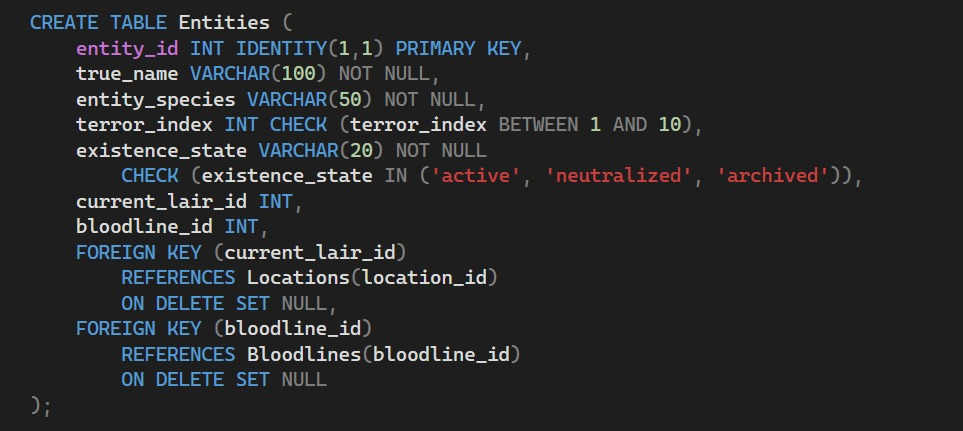 CREATE TABLE Entities (
    entity_id INT IDENTITY(1,1) PRIMARY KEY,
    true_name VARCHAR(100) NOT NULL,
    entity_species VARCHAR(50) NOT NULL,
    terror_index INT CHECK (terror_index BETWEEN 1 AND 10),
    existence_state VARCHAR(20) NOT NULL
        CHECK (existence_state IN ('active', 'neutralized', 'archived')),
    current_lair_id INT,
    bloodline_id INT,
    FOREIGN KEY (current_lair_id)
        REFERENCES Locations(location_id)
        ON DELETE SET NULL,
    FOREIGN KEY (bloodline_id)
        REFERENCES Bloodlines(bloodline_id)
        ON DELETE SET NULL
);